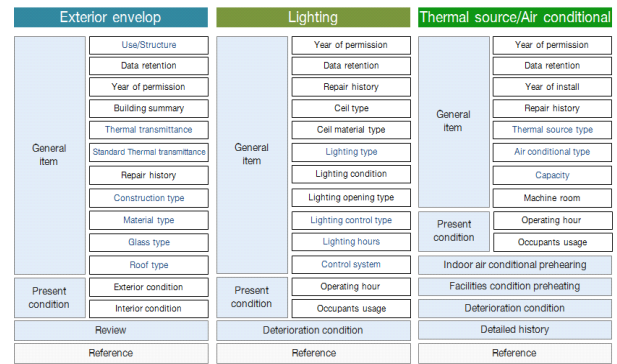 Exterior envelop
General
item
Use/Structure
Data retention
Year of permission
Building summary
Thermal transmittance
Standard Thermal transmittance
Repair history
Construction type
Material type
Glass type
Roof type
Present
condition
Exterior condition
Interior condition
Review
Reference
Lighting
General
item
Year of permission
Data retention
Repair history
Ceil type
Ceil material type
Lighting type
Lighting condition
Lighting opening type
Lighting control type
Lighting hours
Control system
Present
condition
Operating hour
Occupants usage
Deterioration condition
Reference
Thermal source/Air conditional
General
item
Year of permission
Data retention
Year of install
Repair history
Thermal source type
Air conditional type
Capacity
Machine room
Present
condition
Operating hour
Occupants usage
Indoor air conditional prehearing
Facilities condition preheating
Deterioration condition
Detailed history
Reference